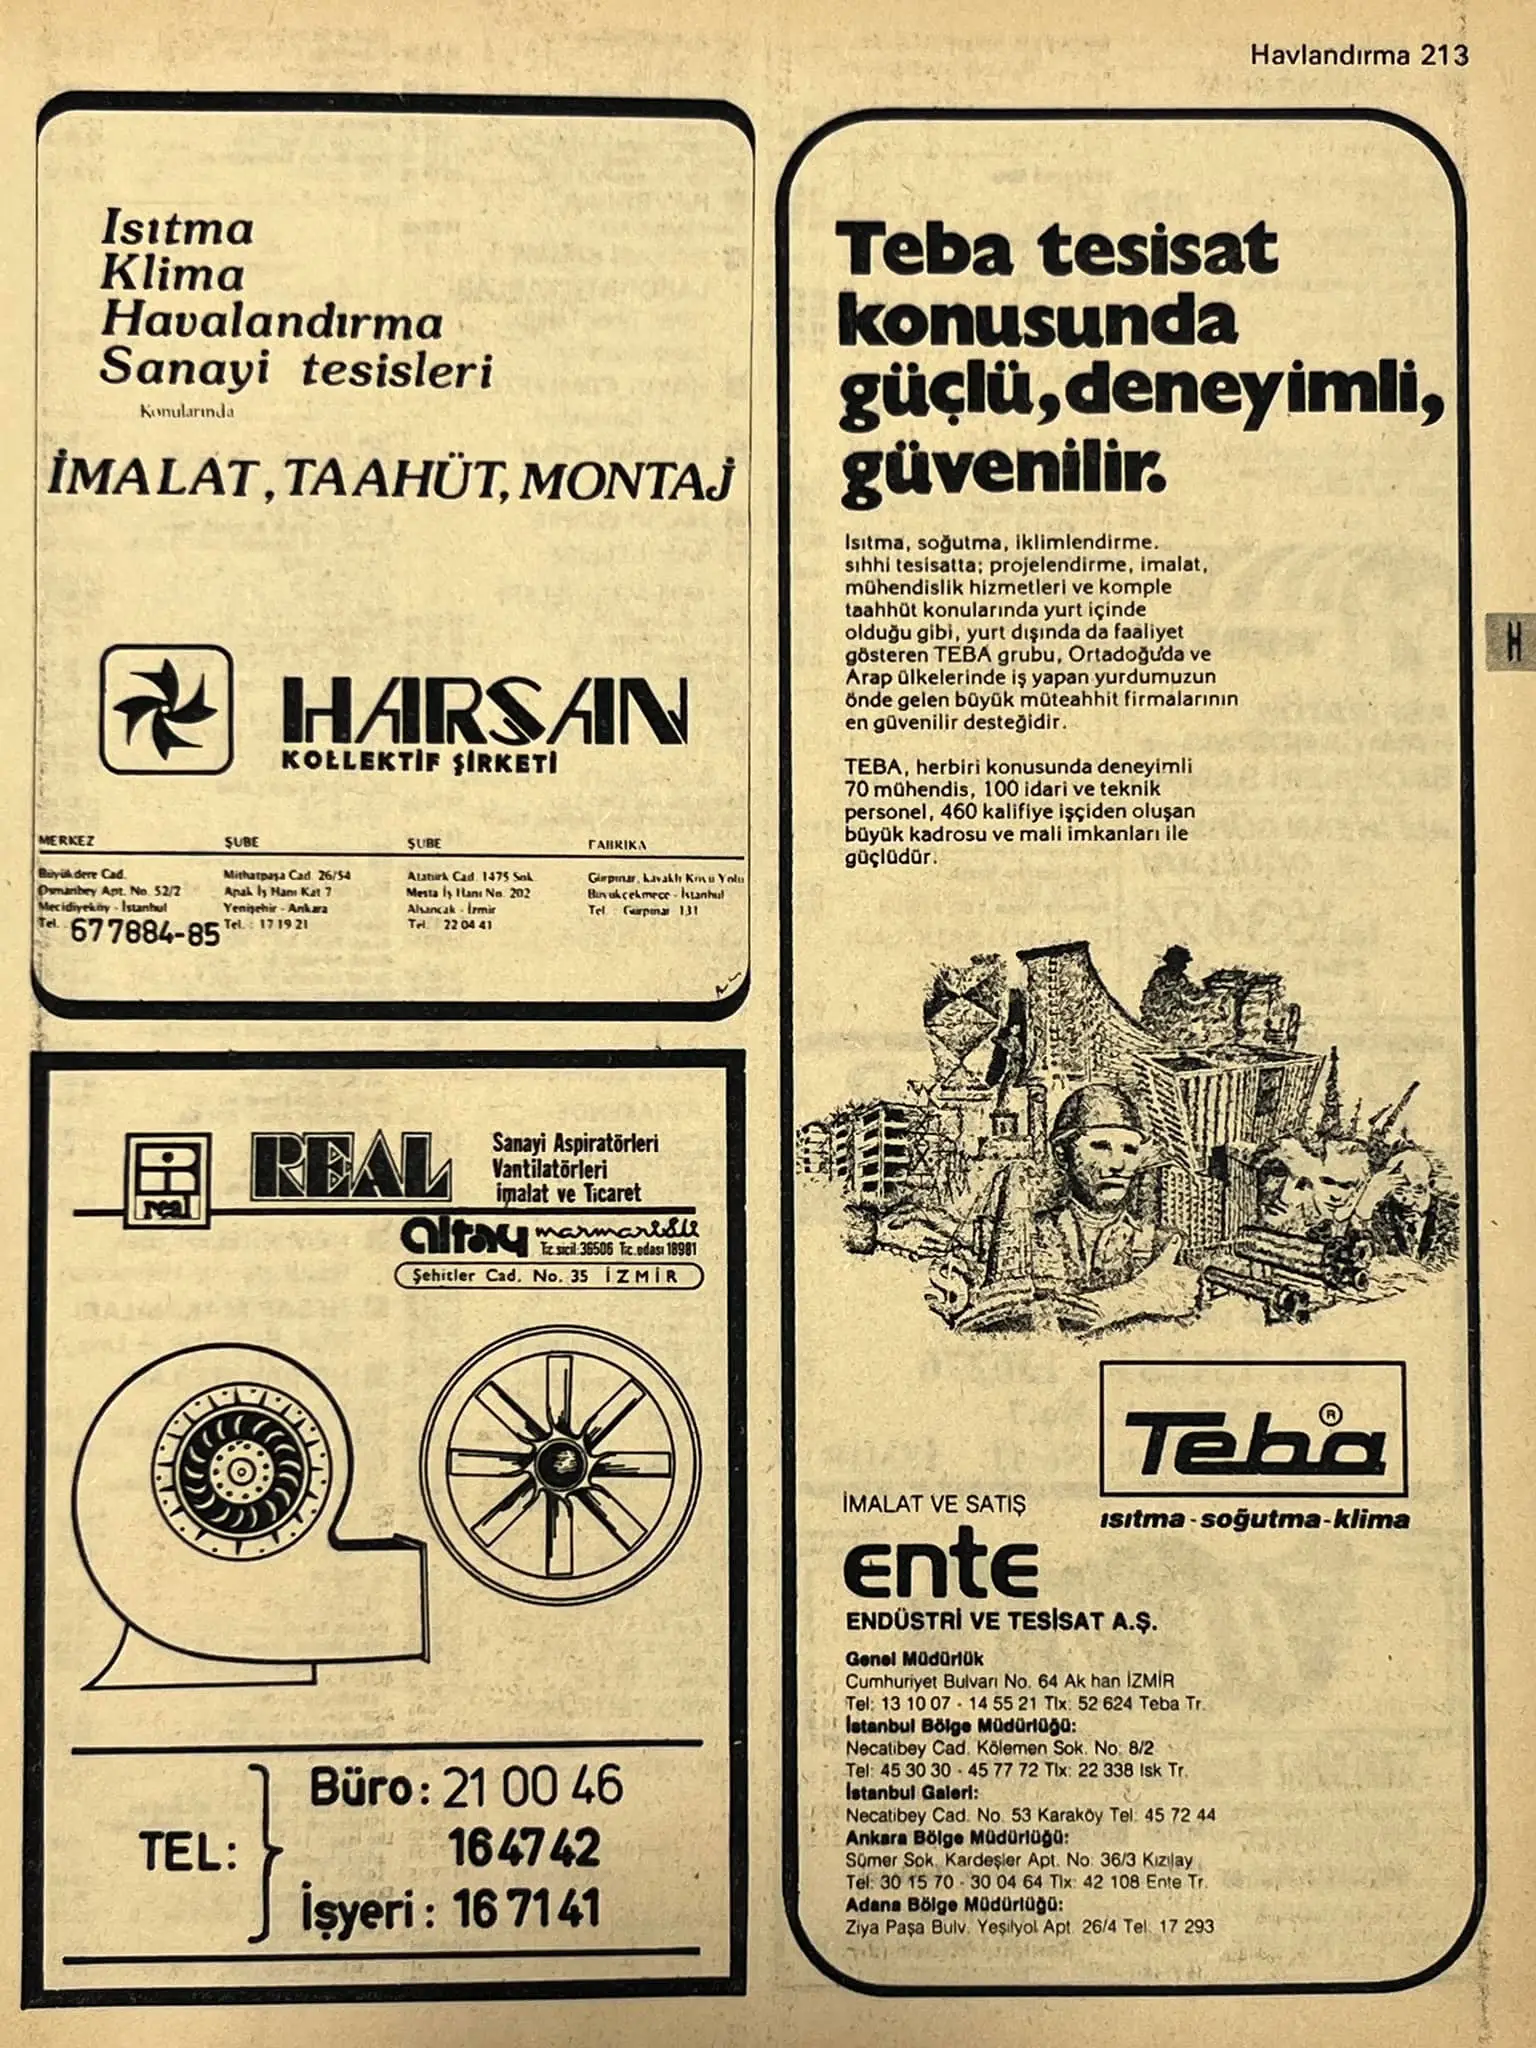 Havlandırma 213
Isıtma
Klima
Havalandırma
Sanayi tesisleri
Konularında
İMALAT, TAAHÜT, MONTAJ
HARSAN
KOLLEKTİF ŞİRKETİ
MERKEZ
Büyükdere Cad.
Osmanbey Apt. No. 52/2
Mecidiyeköy - İstanbul
Tel. 677884-85
ŞUBE
Mithatpaşa Cad. 26/54
Apak İş Hanı Kat 7
Yenişehir - Ankara
Tel. : 17 19 21
ŞUBE
Atatürk Cad. 1475 Sok.
Mesta İş Hanı No. 202
Alsancak - İzmir
Tel. 22 04 41
FABRİKA
Gürpınar, Kavaklı Köyü Yolu
Büyükçekmece - İstanbul
Tel : Gürpınar 131
real
REAL
Sanayi Aspiratörleri
Vantilatörleri
imalat ve Ticaret
altay marmarisli
Tic.sicil:36506 Tic.odası 18981
Şehitler Cad. No. 35 İZMİR
TEL:
Büro: 21 00 46
16 47 42
İşyeri: 16 71 41
Teba tesisat
konusunda
güçlü, deneyimli,
güvenilir.
Isıtma, soğutma, iklimlendirme.
sıhhi tesisatta; projelendirme, imalat,
mühendislik hizmetleri ve komple
taahhüt konularında yurt içinde
olduğu gibi, yurt dışında da faaliyet
gösteren TEBA grubu, Ortadoğu'da ve
Arap ülkelerinde iş yapan yurdumuzun
önde gelen büyük müteahhit firmalarının
en güvenilir desteğidir.
TEBA, herbiri konusunda deneyimli
70 mühendis, 100 idari ve teknik
personel, 460 kalifiye işçiden oluşan
büyük kadrosu ve mali imkanları ile
güçlüdür.
Teba ®
ısıtma-soğutma-klima
İMALAT VE SATIŞ
ente
ENDÜSTRİ VE TESİSAT A.Ş.
Genel Müdürlük
Cumhuriyet Bulvarı No. 64 Ak han İZMİR
Tel: 13 10 07 - 14 55 21 Tlx: 52 624 Teba Tr.
İstanbul Bölge Müdürlüğü:
Necatibey Cad. Kölemen Sok. No: 8/2
Tel: 45 30 30 - 45 77 72 Tlx: 22 338 Isk Tr.
İstanbul Galeri:
Necatibey Cad. No. 53 Karaköy Tel: 45 72 44
Ankara Bölge Müdürlüğü:
Sümer Sok. Kardeşler Apt. No: 36/3 Kızılay
Tel: 30 15 70 - 30 04 64 Tlx: 42 108 Ente Tr.
Adana Bölge Müdürlüğü:
Ziya Paşa Bulv. Yeşilyol Apt. 26/4 Tel: 17 293
H